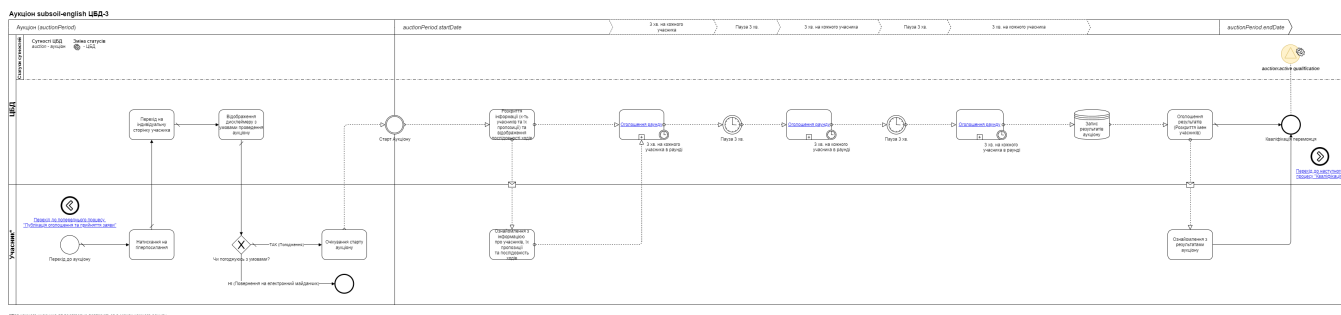 Аукціон subsoil-english ЦБД-3
Аукціон (auctionPeriod)
auctionPeriod startDate
3 хв. на кожного
учасника
Пауза 3 хв.
3 хв. на кожного учасника
Пауза 3 хв.
3 хв. на кожного учасника
auctionPeriod endDate
Сутності ЦБД
auction - аукціон
Зміна статусів
- ЦБД
auction:active.qualification
ЦБД
Перехід на
індивідуальну
сторінку учасника
Відображення
дисклеймеру з
умовами проведення
аукціону
Старт аукціону
Розкриття
інформації (к-ть
учасників та їх
пропозиції) та
відображення
послідовності ходів
Оголошення раунду
3 хв. на кожного
учасника в раунді
Пауза 3 хв.
Оголошення раунду
3 хв. на кожного
учасника в раунді
Пауза 3 хв.
Оголошення раунду
3 хв. на кожного
учасника в раунді
Запис
результатів
аукціону
Оголошення
результатів
(Розкриття імен
учасників)
Кваліфікація переможця
Перехід до наступного
процесу "Кваліфікація
Учасник*
Перехід до попереднього процесу
"Публікація оголошення та прийняття заяв"
Перехід до аукціону
Натискання на
гіперпосилання
Чи погоджуюсь з умовами?
ТАК (Погодження)
Очікування старту
аукціону
НІ (Повернення на електронний майданчик)
Ознайомлення з
інформацією
про учасників, їх
пропозиції
та послідовність
ходів
Ознайомлення з
результатами
аукціону